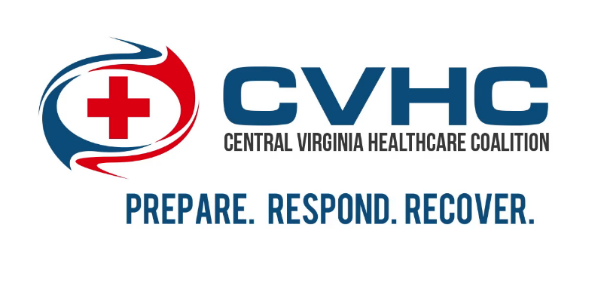 CVHC
CENTRAL VIRGINIA HEALTHCARE COALITION
PREPARE. RESPOND. RECOVER.